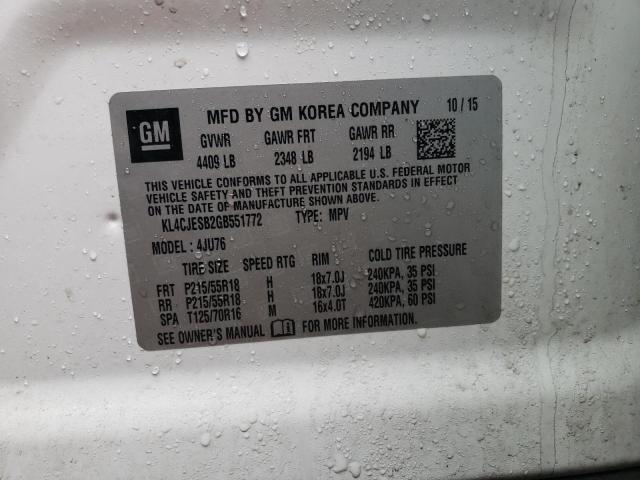 GM
MFD BY GM KOREA COMPANY 10 / 15
GVWR GAWR FRT GAWR RR
4409 LB 2348 LB 2194 LB
THIS VEHICLE CONFORMS TO ALL APPLICABLE U.S. FEDERAL MOTOR
VEHICLE SAFETY AND THEFT PREVENTION STANDARDS IN EFFECT
ON THE DATE OF MANUFACTURE SHOWN ABOVE.
KL4CJESB2GB551772 TYPE: MPV
MODEL: 4JU76
TIRE SIZE SPEED RTG RIM COLD TIRE PRESSURE
FRT P215/55R18 H 18x7.0J 240KPA, 35 PSI
RR P215/55R18 H 18x7.0J 240KPA, 35 PSI
SPA T125/70R16 M 16x4.0T 420KPA, 60 PSI
SEE OWNER'S MANUAL FOR MORE INFORMATION.